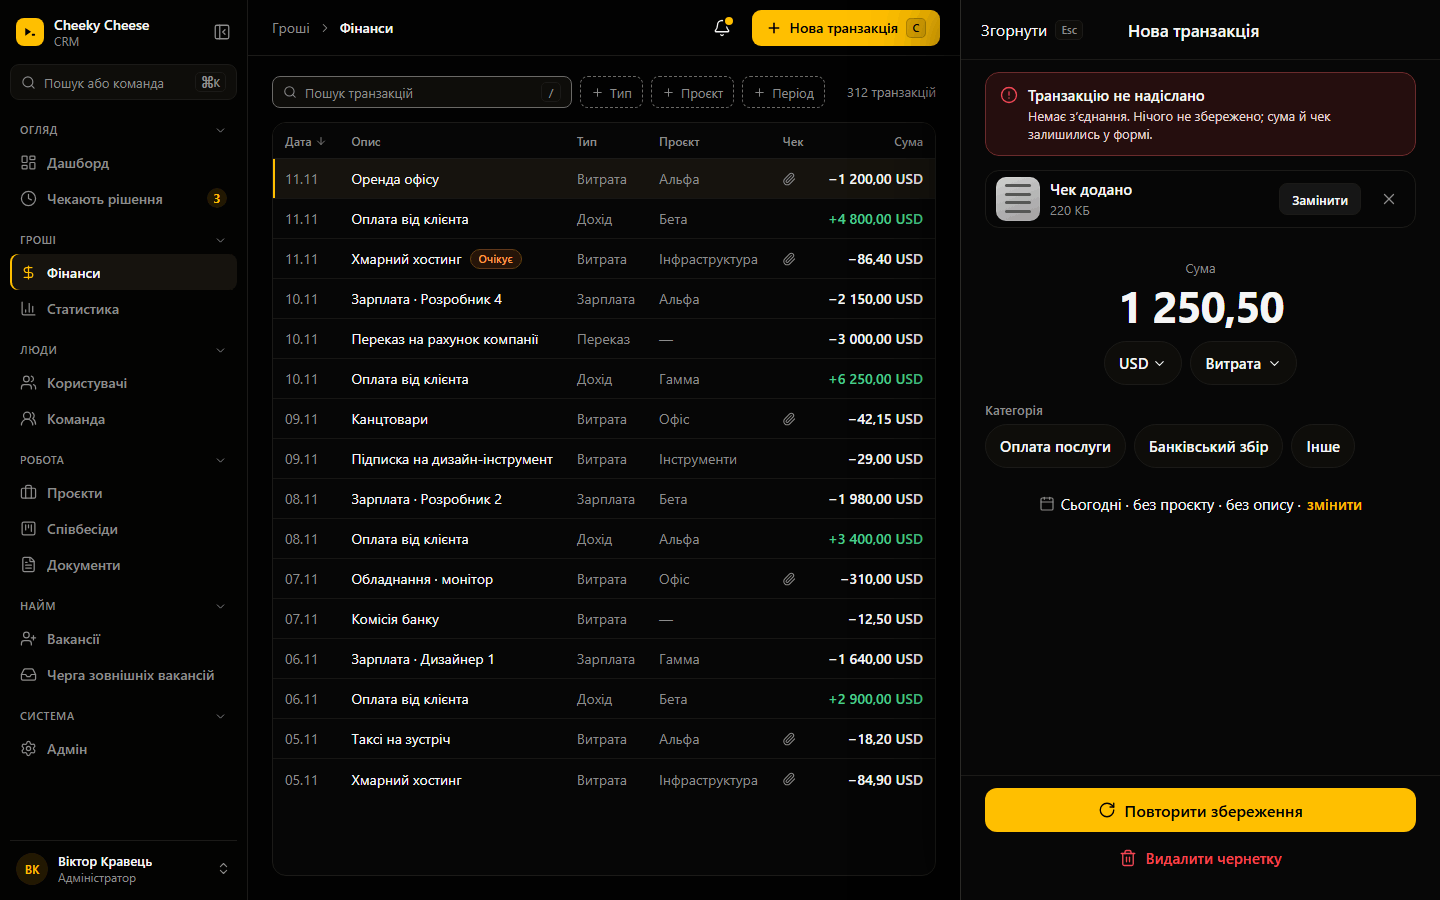 Cheeky Cheese
CRM
Пошук або команда ⌘K
ОГЛЯД
Дашборд
Чекають рішення 3
ГРОШІ
Фінанси
Статистика
ЛЮДИ
Користувачі
Команда
РОБОТА
Проєкти
Співбесіди
Документи
НАЙМ
Вакансії
Черга зовнішніх вакансій
СИСТЕМА
Адмін
ВК
Віктор Кравець
Адміністратор
Гроші > Фінанси
+ Нова транзакція C
Пошук транзакцій /
+ Тип
+ Проєкт
+ Період
312 транзакцій
Дата ↓ Опис Тип Проєкт Чек Сума
11.11 Оренда офісу Витрата Альфа −1 200,00 USD
11.11 Оплата від клієнта Дохід Бета +4 800,00 USD
11.11 Хмарний хостинг Очікує Витрата Інфраструктура −86,40 USD
10.11 Зарплата · Розробник 4 Зарплата Альфа −2 150,00 USD
10.11 Переказ на рахунок компанії Переказ — −3 000,00 USD
10.11 Оплата від клієнта Дохід Гамма +6 250,00 USD
09.11 Канцтовари Витрата Офіс −42,15 USD
09.11 Підписка на дизайн-інструмент Витрата Інструменти −29,00 USD
08.11 Зарплата · Розробник 2 Зарплата Бета −1 980,00 USD
08.11 Оплата від клієнта Дохід Альфа +3 400,00 USD
07.11 Обладнання · монітор Витрата Офіс −310,00 USD
07.11 Комісія банку Витрата — −12,50 USD
06.11 Зарплата · Дизайнер 1 Зарплата Гамма −1 640,00 USD
06.11 Оплата від клієнта Дохід Бета +2 900,00 USD
05.11 Таксі на зустріч Витрата Альфа −18,20 USD
05.11 Хмарний хостинг Витрата Інфраструктура −84,90 USD
Згорнути Esc
Нова транзакція
Транзакцію не надіслано
Немає з’єднання. Нічого не збережено; сума й чек
залишились у формі.
Чек додано
220 КБ
Замінити
Сума
1 250,50
USD
Витрата
Категорія
Оплата послуги
Банківський збір
Інше
Сьогодні · без проєкту · без опису · змінити
Повторити збереження
Видалити чернетку